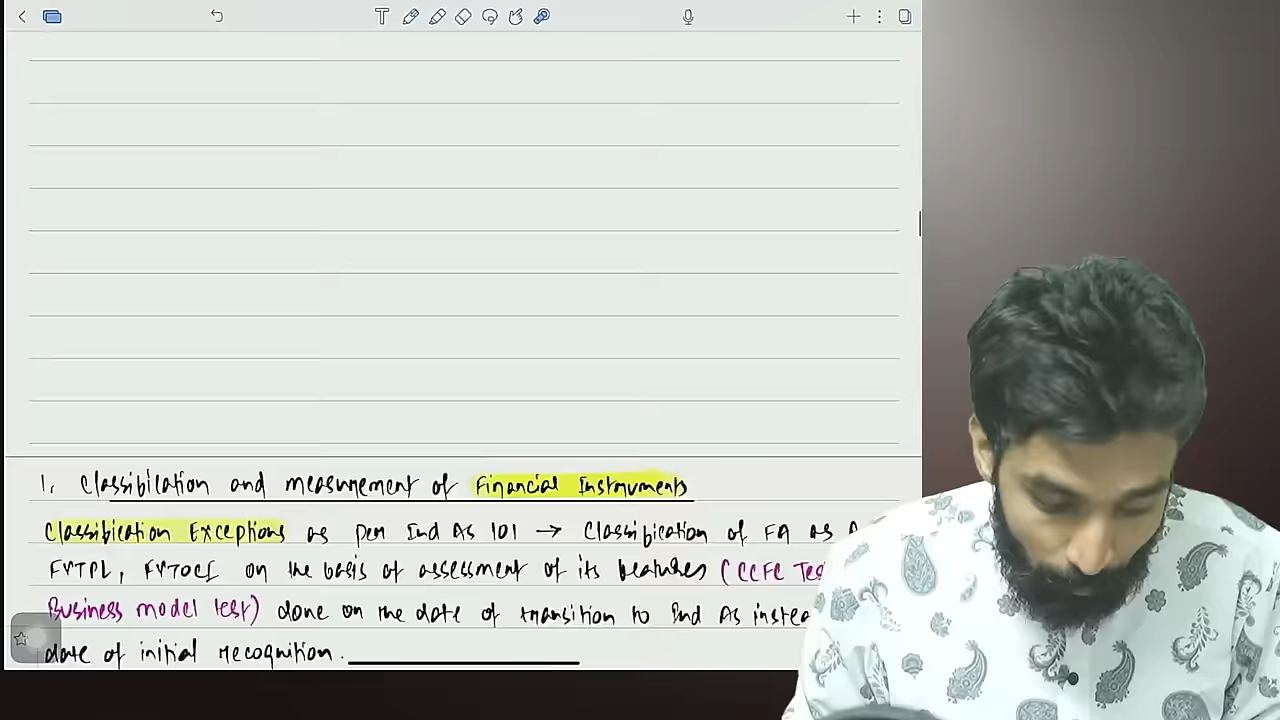 1. Classification and measurement of Financial Instruments
Classification Exceptions as per Ind As 101 → Classification of FA as
FVTPL, FVTOCI on the basis of assessment of its features (CCFC Test
Business model test) done on the date of transition to Ind As instea
date of initial recognition.